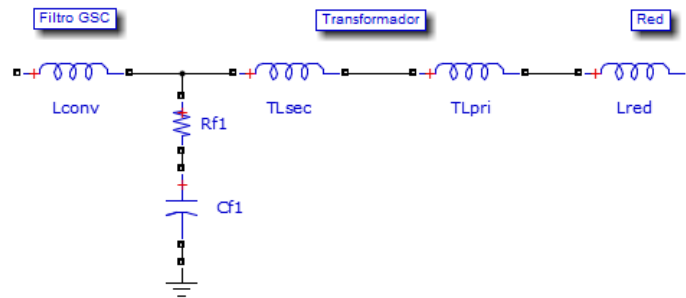 Filtro GSC
Transformador
Red
Lconv
TLsec
TLpri
Lred
Rf1
Cf1